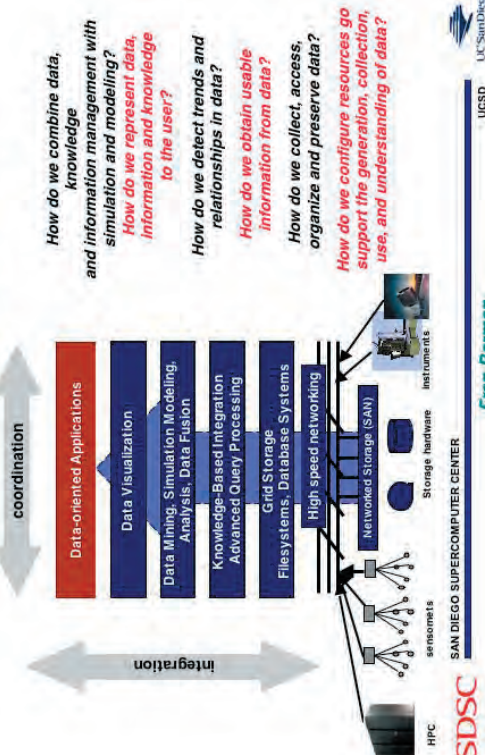 coordination
integration
Data-oriented Applications
Data Visualization
Data Mining, Simulation Modeling,
Analysis, Data Fusion
Knowledge-Based Integration
Advanced Query Processing
Grid Storage
Filesystems, Database Systems
High speed networking
Networked Storage (SAN)
HPC
sensornets
Storage hardware
instruments
How do we combine data,
knowledge
and information management with
simulation and modeling?
How do we represent data,
information and knowledge
to the user?
How do we detect trends and
relationships in data?
How do we obtain usable
information from data?
How do we collect, access,
organize and preserve data?
How do we configure resources go
support the generation, collection,
use, and understanding of data?
SDSC
SAN DIEGO SUPERCOMPUTER CENTER
UCSD
UCSanDiego